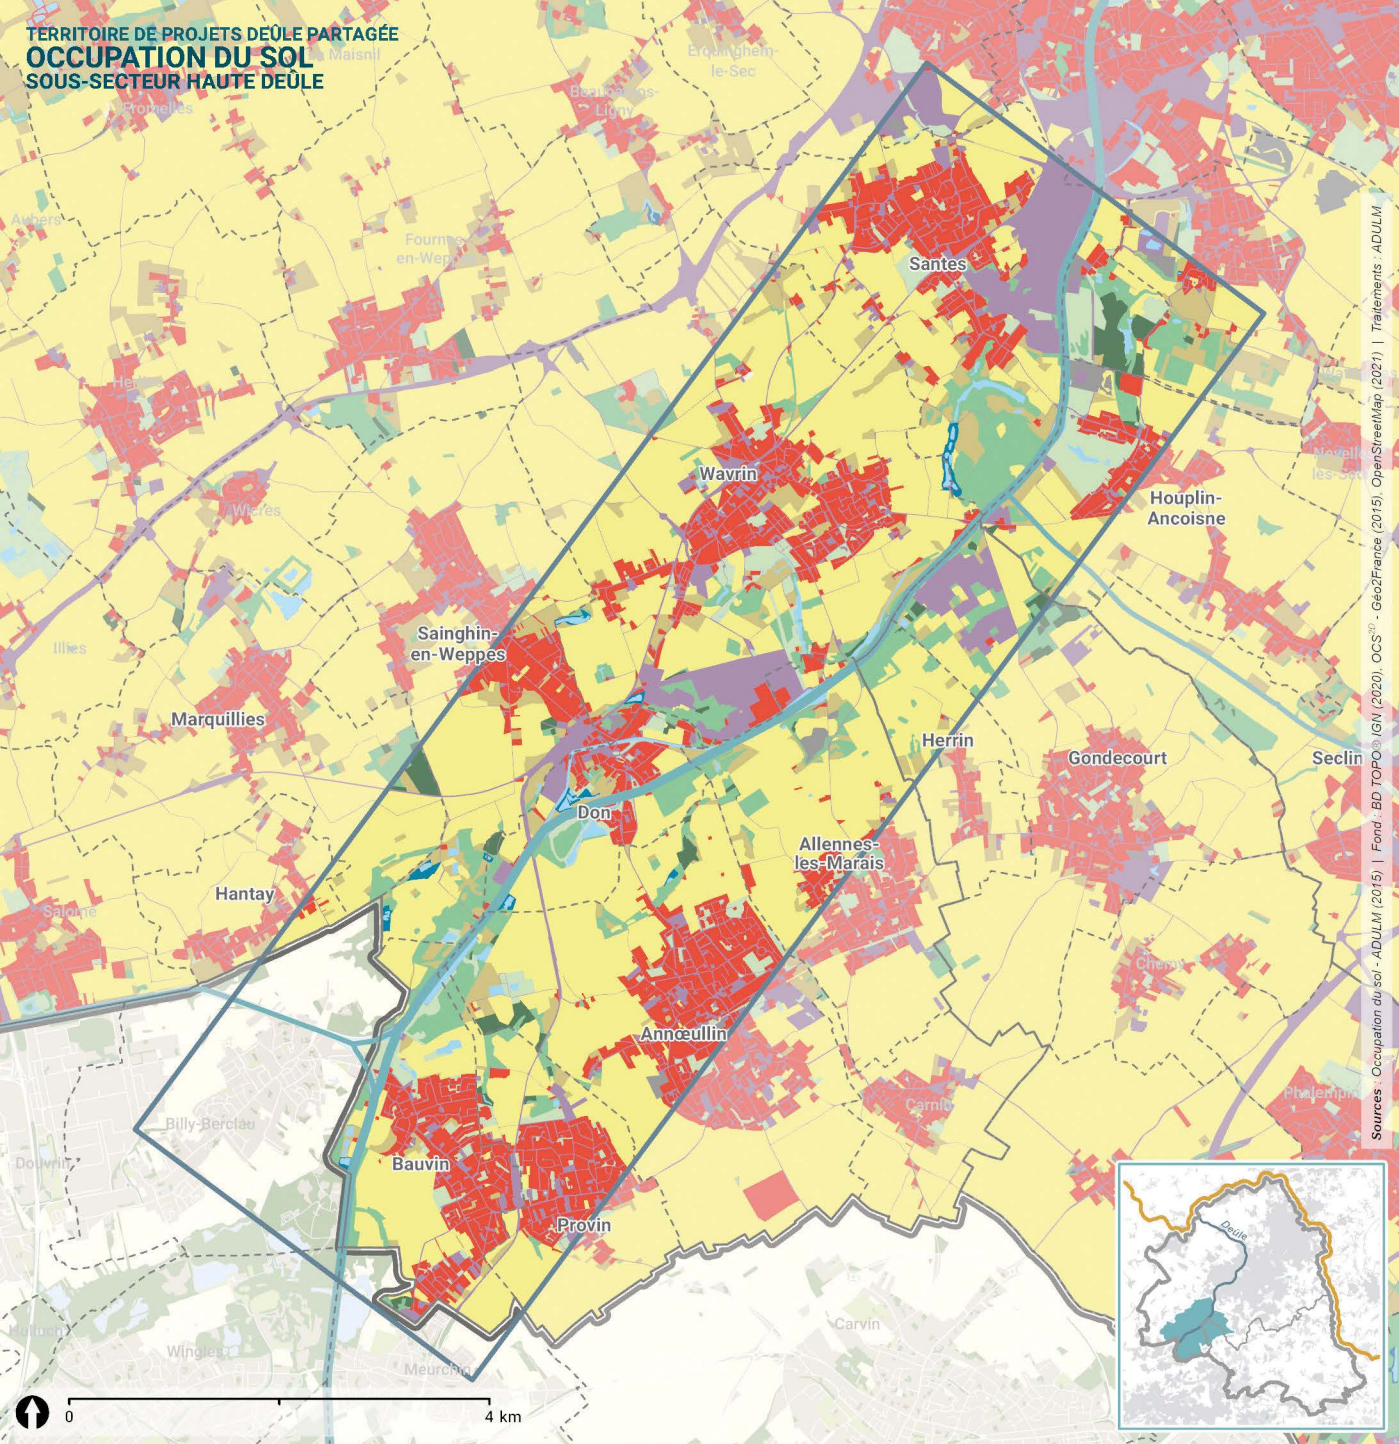 TERRITOIRE DE PROJETS DEÛLE PARTAGÉE
OCCUPATION DU SOL
SOUS-SECTEUR HAUTE DEÛLE
Maisnil
Fromelles
Erquinghem-
le-Sec
Beaucamps-
Ligny
Aubers
Fournes-
en-Weppes
Santes
Wavrin
Wicres
Houplin-
Ancoisne
Illies
Sainghin-
en-Weppes
Marquillies
Herrin
Gondecourt
Seclin
Don
Allennes-
les-Marais
Hantay
Salomé
Chemy
Annœullin
Carnin
Phalempin
Billy-Berclau
Douvrin
Bauvin
Provin
Hulluch
Wingles
Meurchin
Carvin
Deûle
0
4 km
Sources : Occupation du sol - ADULM (2015) | Fond : BD TOPO® IGN (2020), OCS2D - Géo2France (2015), OpenStreetMap (2021) | Traitements : ADULM